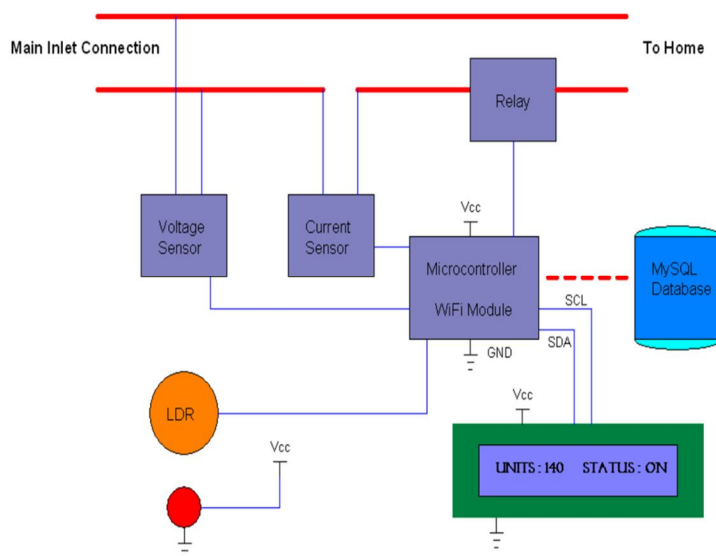 Main Inlet Connection
To Home
Relay
Voltage
Sensor
Current
Sensor
Vcc
Microcontroller
WiFi Module
MySQL
Database
SCL
SDA
GND
LDR
Vcc
Vcc
UNITS : 140 STATUS : ON